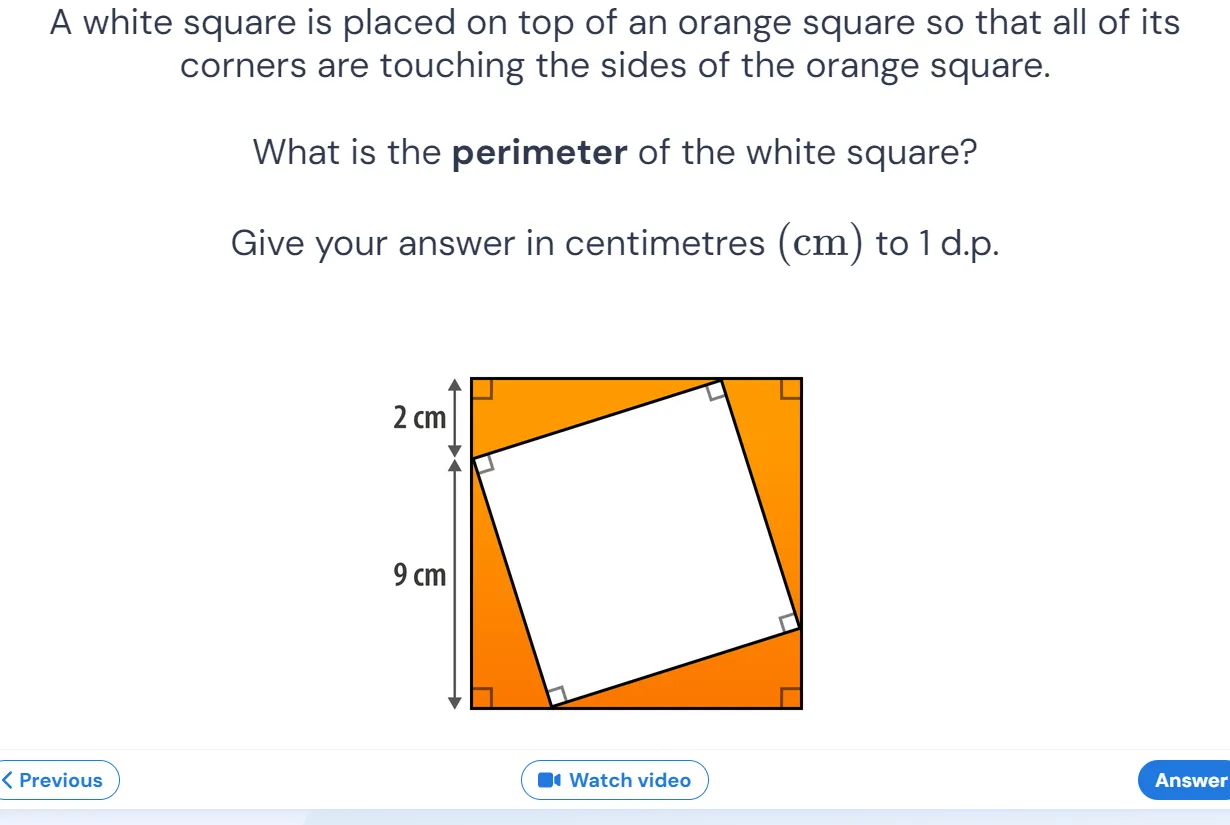 A white square is placed on top of an orange square so that all of its
corners are touching the sides of the orange square.
What is the perimeter of the white square?
Give your answer in centimetres (cm) to 1 d.p.
2 cm
9 cm
Previous
Watch video
Answer